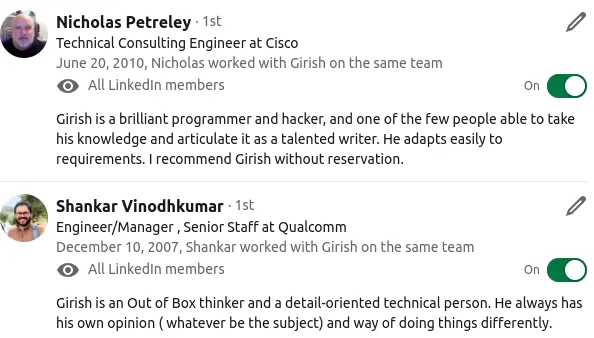 Nicholas Petreley · 1st
Technical Consulting Engineer at Cisco
June 20, 2010, Nicholas worked with Girish on the same team
All LinkedIn members
On
Girish is a brilliant programmer and hacker, and one of the few people able to take
his knowledge and articulate it as a talented writer. He adapts easily to
requirements. I recommend Girish without reservation.
Shankar Vinodhkumar · 1st
Engineer/Manager , Senior Staff at Qualcomm
December 10, 2007, Shankar worked with Girish on the same team
All LinkedIn members
On
Girish is an Out of Box thinker and a detail-oriented technical person. He always has
his own opinion ( whatever be the subject) and way of doing things differently.